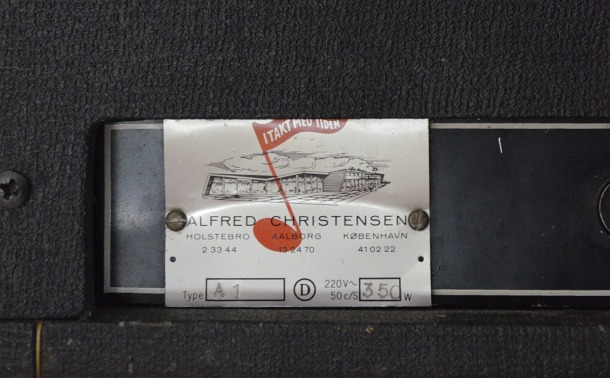 I TAKT MED TIDEN
ALFRED CHRISTENSEN
HOLSTEBRO AALBORG KØBENHAVN
2 33 44 13 24 70 41 02 22
Type A 1 D 220V~ 50 c/s 350 W